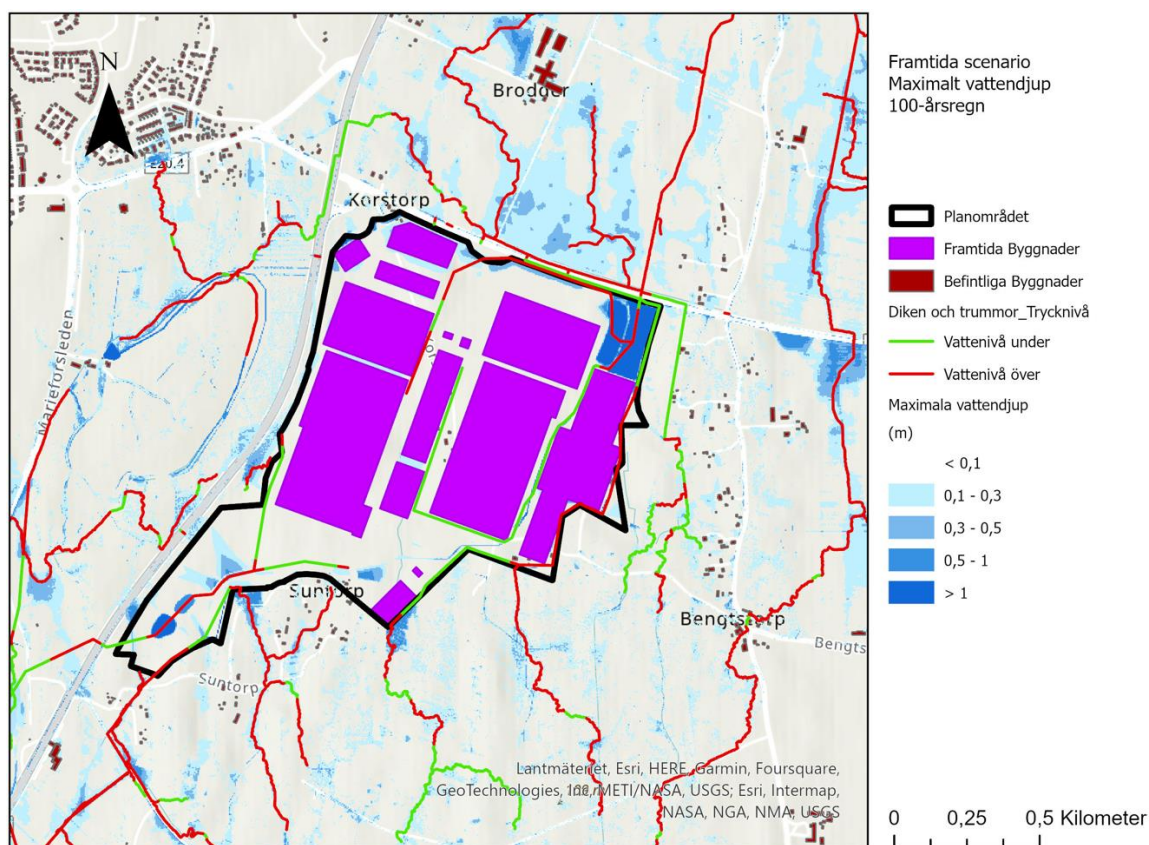 Framtida scenario
Maximalt vattendjup
100-årsregn
N
Brodder
E20.4
Korstorp
Planområdet
Framtida Byggnader
Befintliga Byggnader
Diken och trummor_Trycknivå
Vattenivå under
Vattenivå över
Maximala vattendjup
(m)
< 0,1
0,1 - 0,3
0,3 - 0,5
0,5 - 1
> 1
Marieforsleden
Suntorp
Bengtstorp
Bengts
Suntorp
Lantmäteriet, Esri, HERE, Garmin, Foursquare,
GeoTechnologies, Inc, METI/NASA, USGS; Esri, Intermap,
NASA, NGA, NMA, USGS
0 0,25 0,5 Kilometer